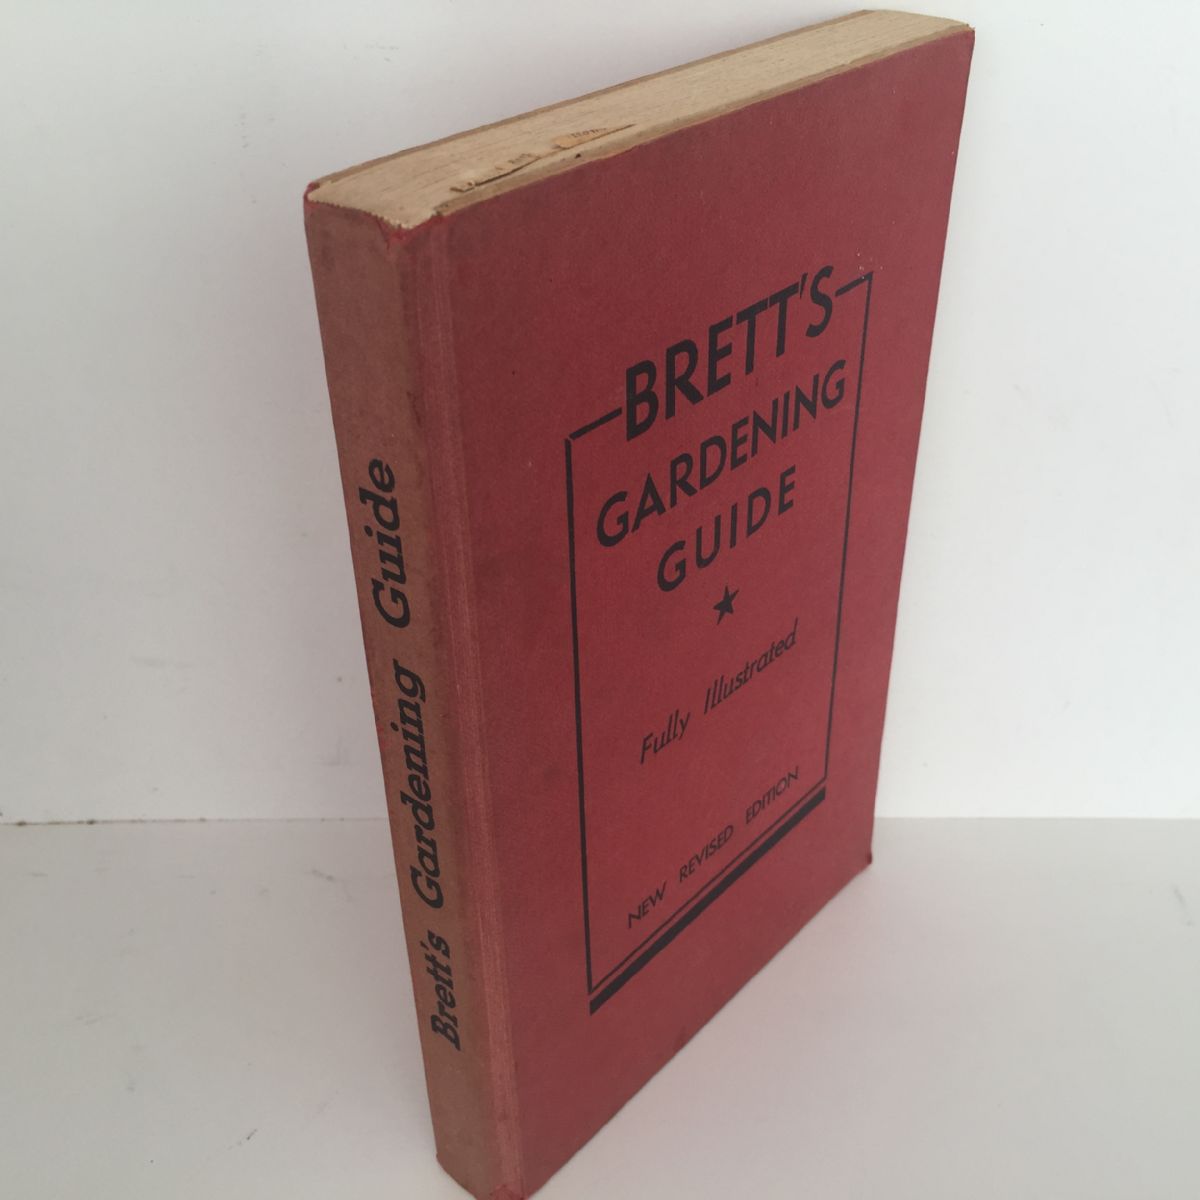 BRETT'S
GARDENING
GUIDE
Fully Illustrated
NEW REVISED EDITION
Brett's Gardening Guide